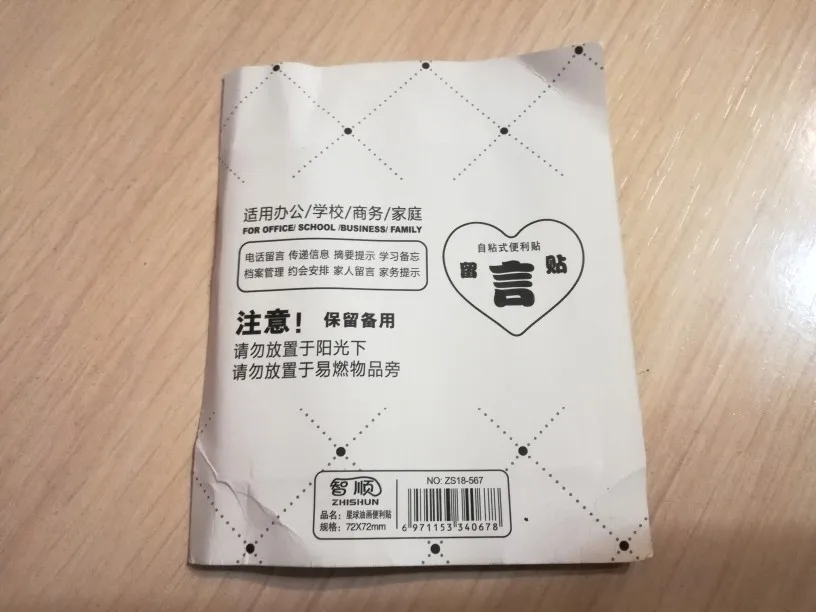 适用办公/学校/商务/家庭
FOR OFFICE/ SCHOOL /BUSINESS/ FAMILY
电话留言 传递信息 摘要提示 学习备忘
档案管理 约会安排 家人留言 家务提示
自粘式便利贴
留言贴
注意! 保留备用
请勿放置于阳光下
请勿放置于易燃物品旁
智顺
ZHISHUN
品名: 星球油画便利贴
规格: 72X72mm
NO: ZS18-567
6 971153 340678